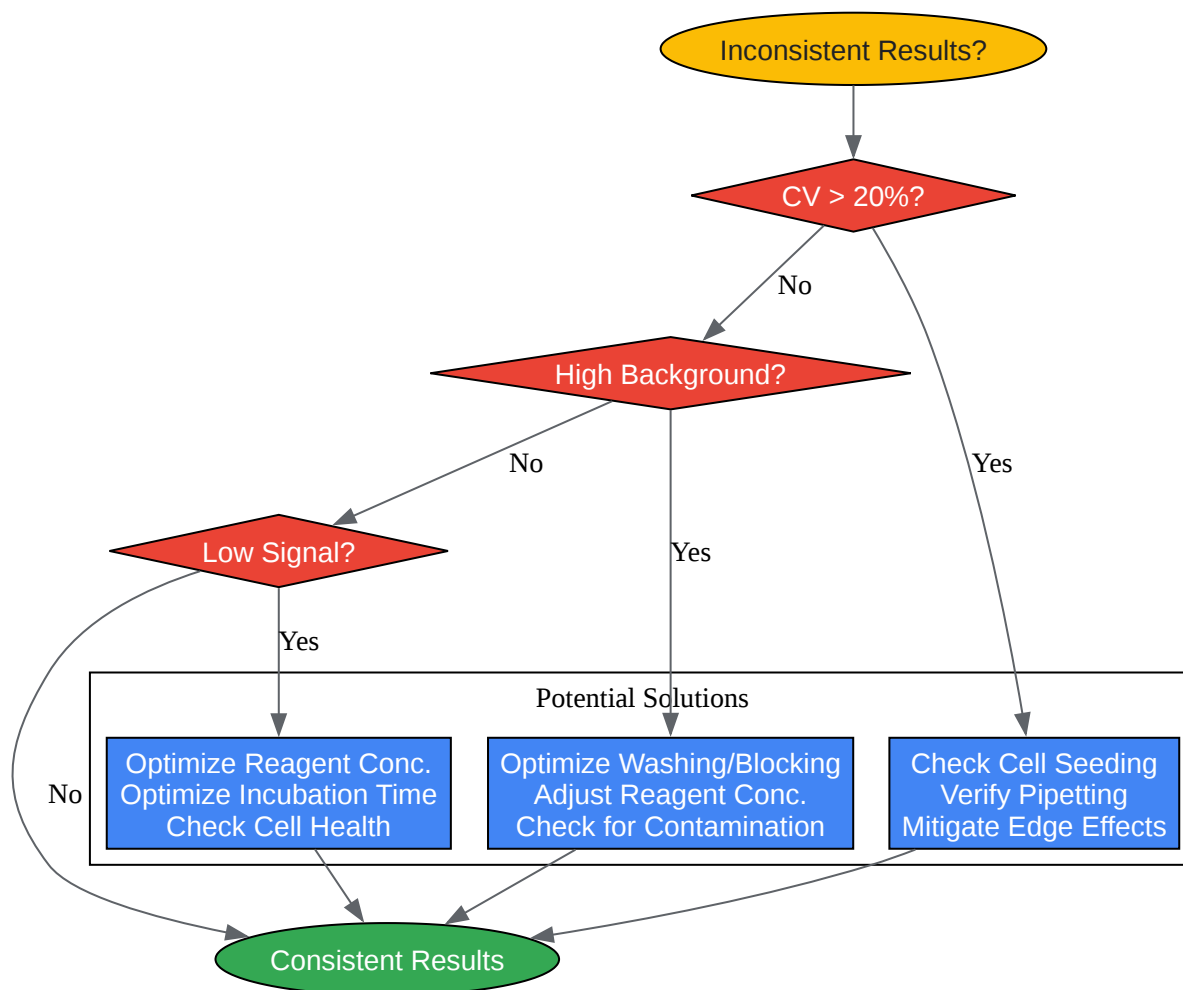 Inconsistent Results?
CV > 20%?
No
High Background?
No
Yes
Low Signal?
Yes
Yes
Potential Solutions
No
Optimize Reagent Conc.
Optimize Incubation Time
Check Cell Health
Optimize Washing/Blocking
Adjust Reagent Conc.
Check for Contamination
Check Cell Seeding
Verify Pipetting
Mitigate Edge Effects
Consistent Results